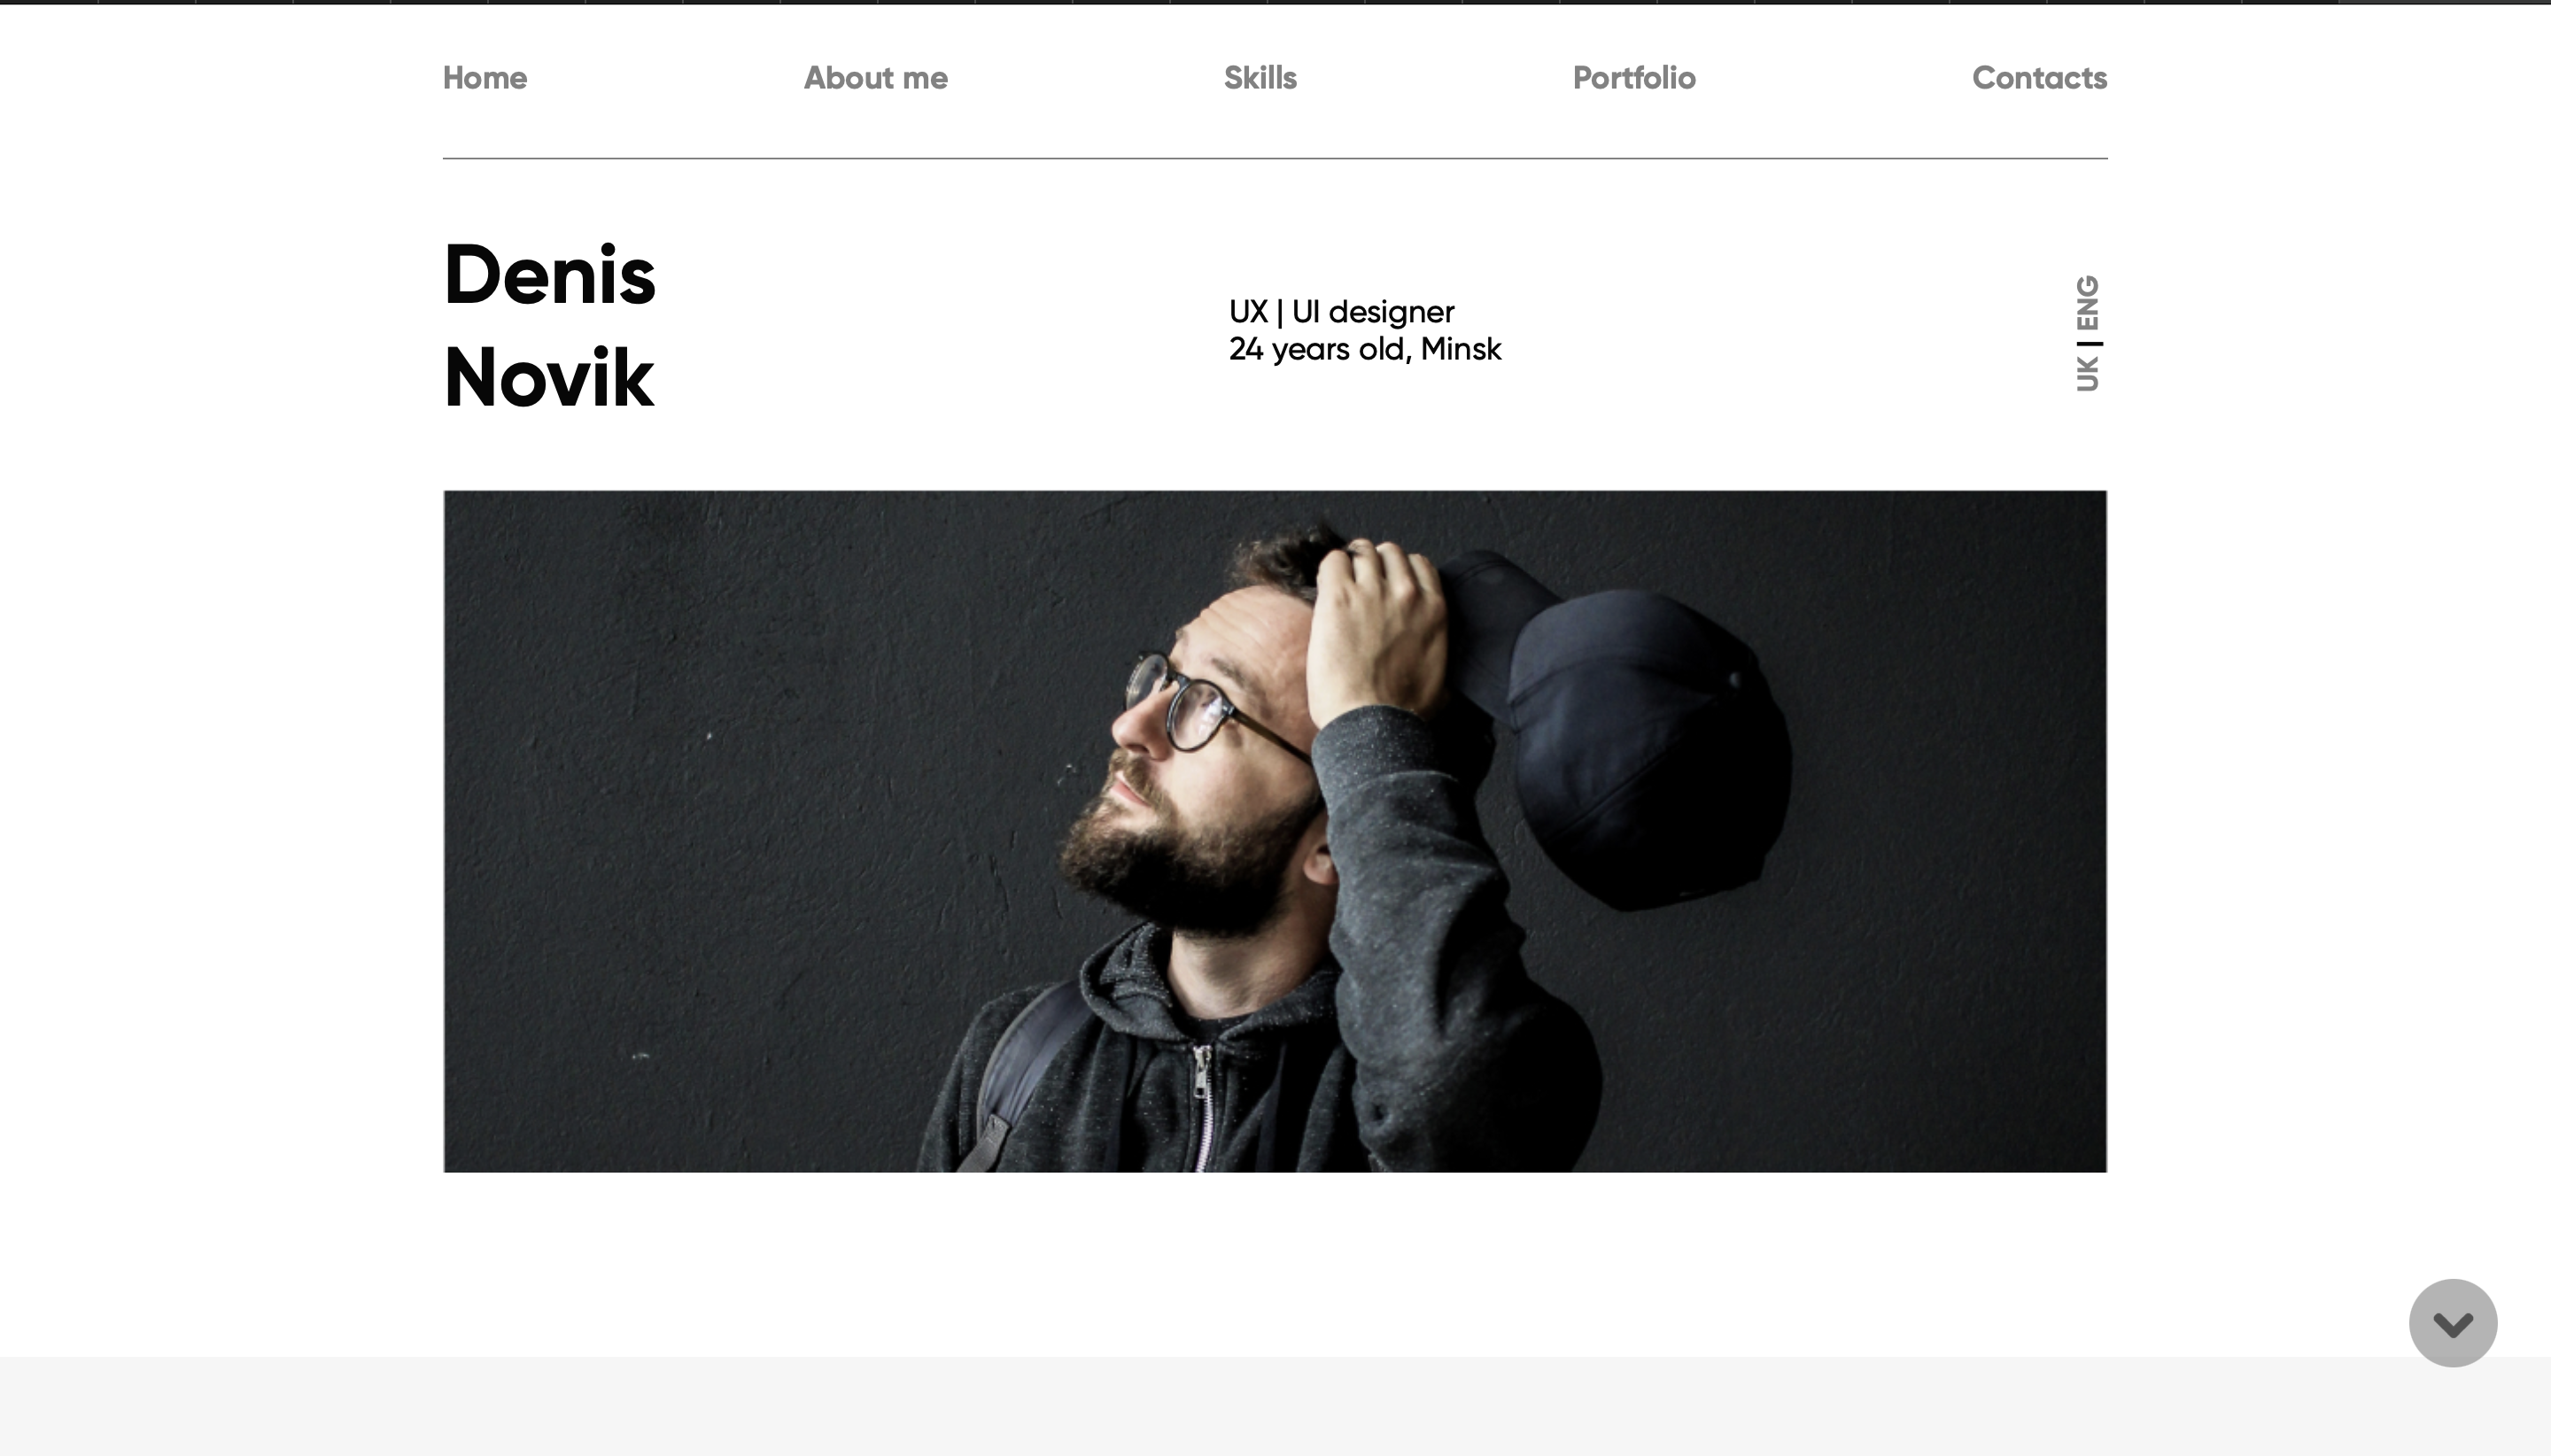 Home About me Skills Portfolio Contacts
Denis
Novik
UX | UI designer
24 years old, Minsk
UK | ENG